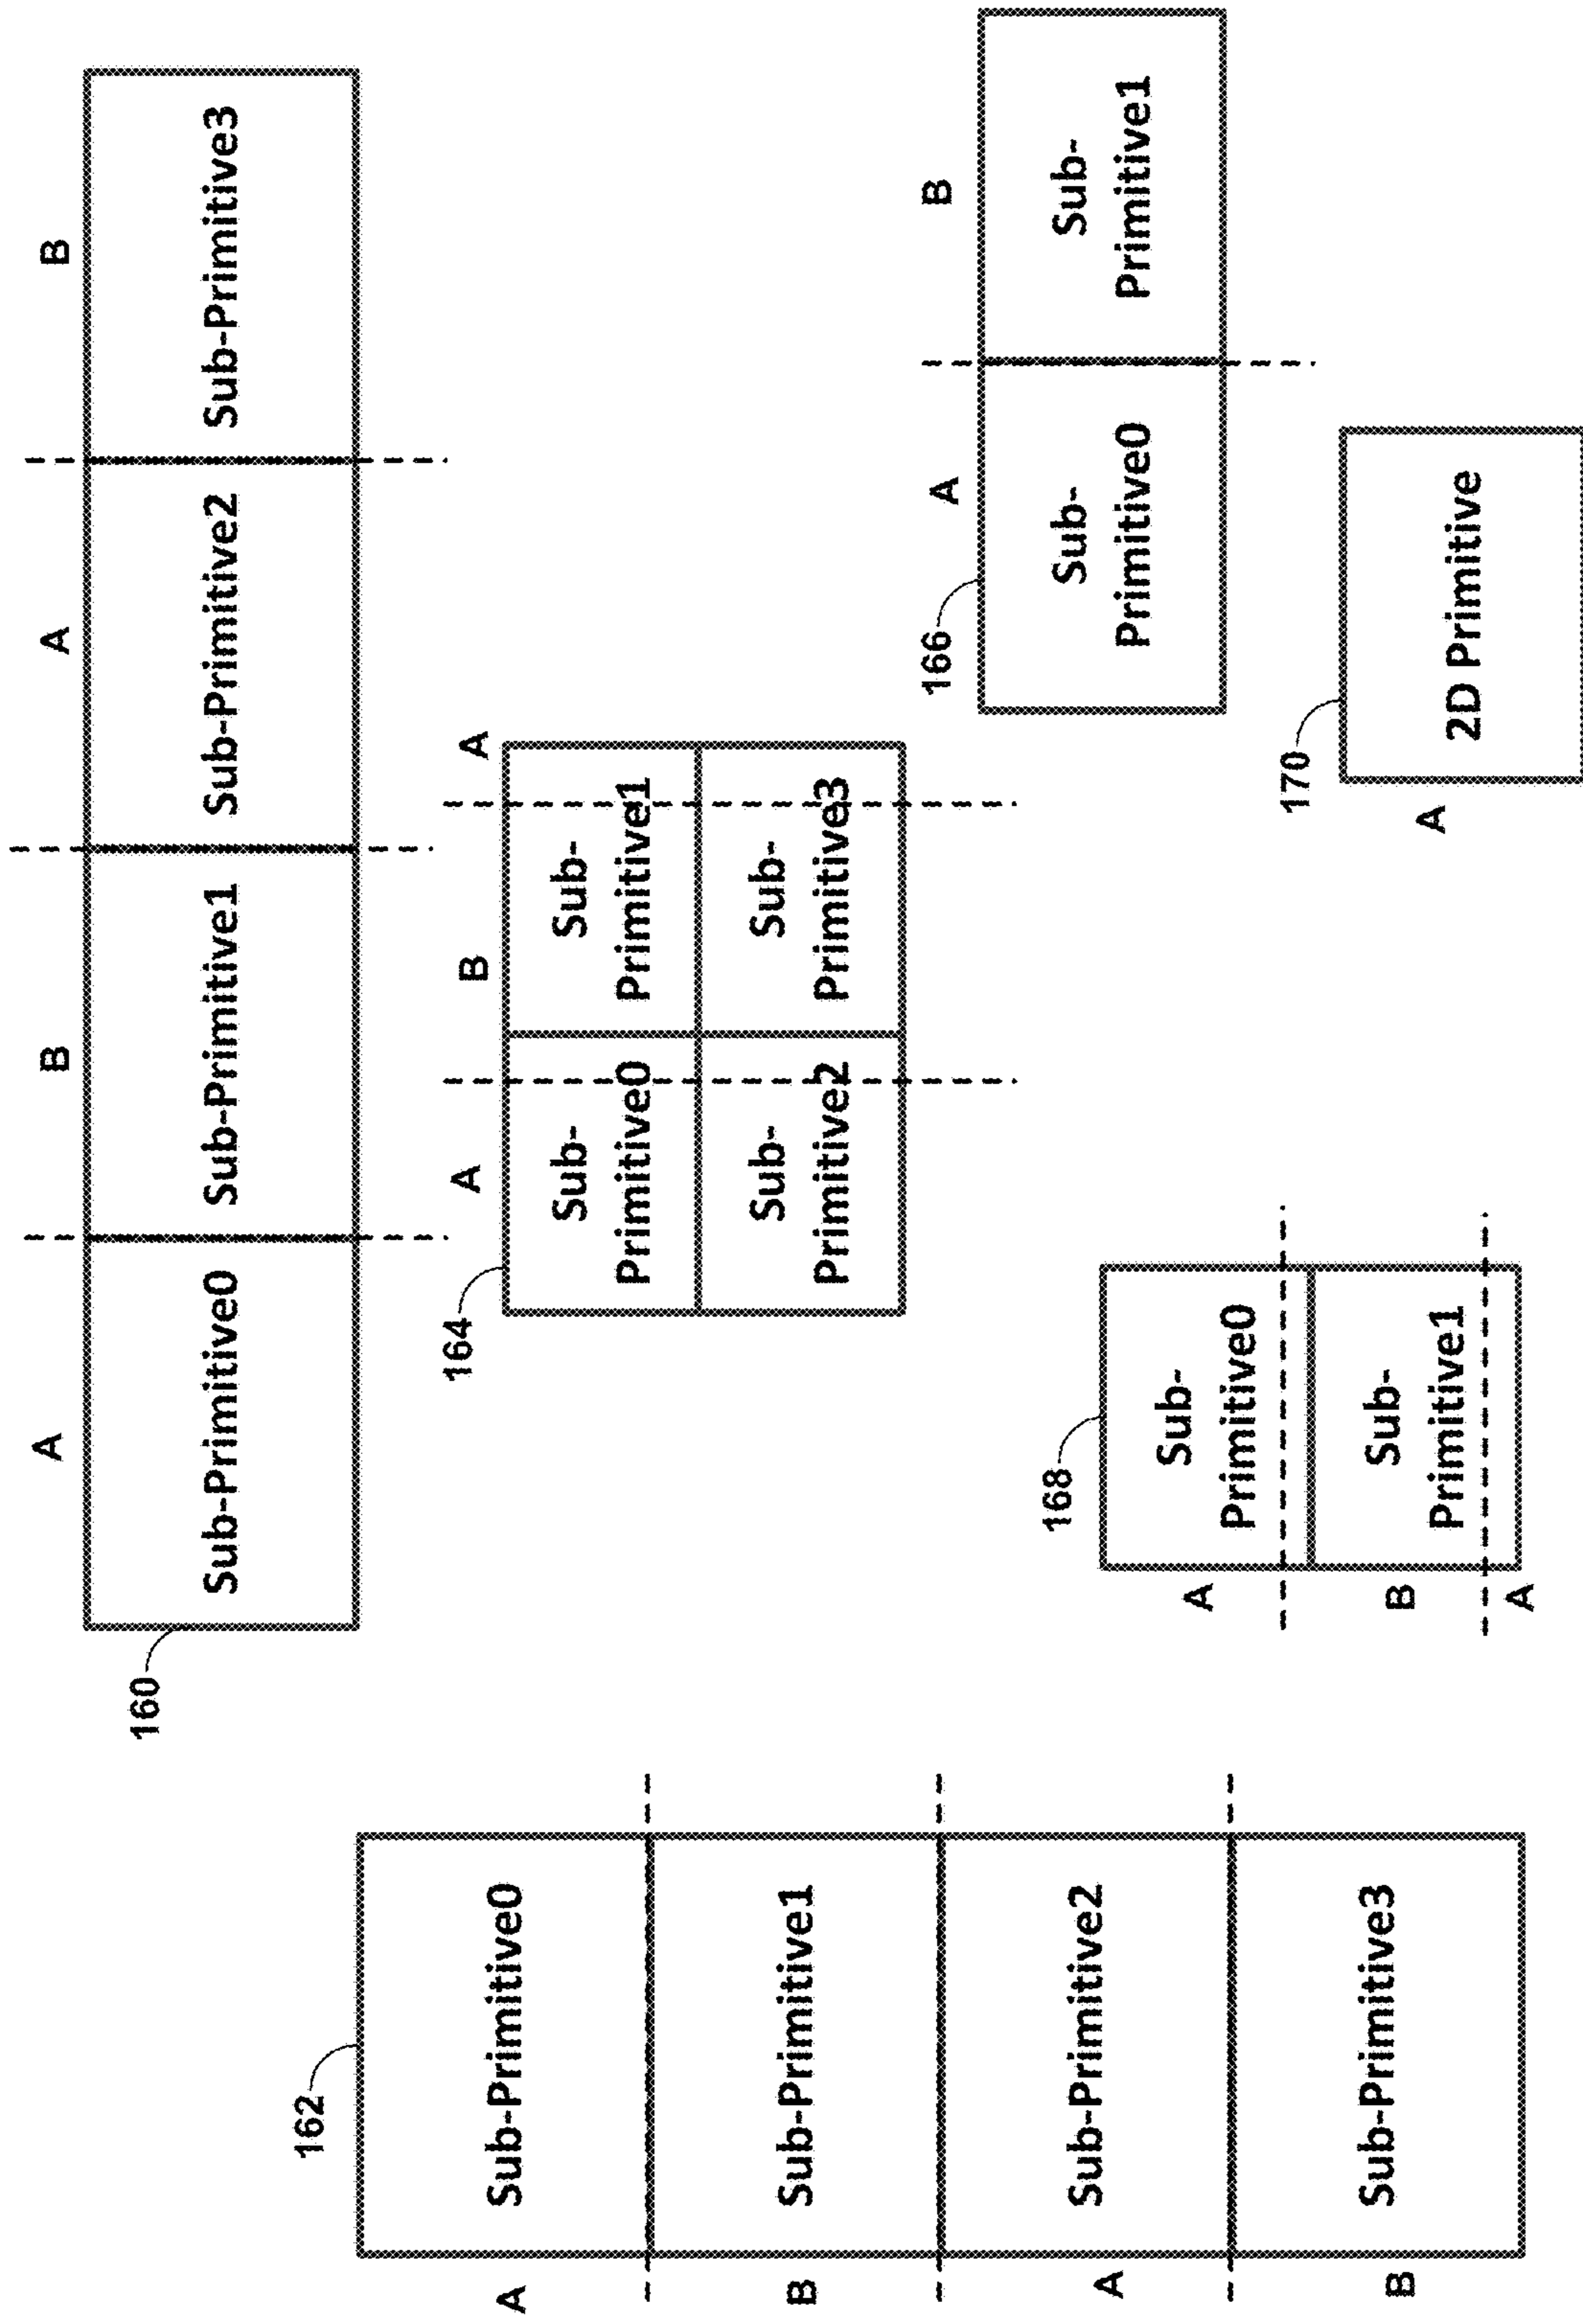 160
A
B
A
B
Sub-Primitive0
Sub-Primitive1
Sub-Primitive2
Sub-Primitive3
162
A
Sub-Primitive0
B
Sub-Primitive1
A
Sub-Primitive2
B
Sub-Primitive3
164
A
B
A
Sub-
Primitive0
Sub-
Primitive1
Sub-
Primitive2
Sub-
Primitive3
166
A
B
Sub-
Primitive0
Sub-
Primitive1
168
A
Sub-
Primitive0
B
Sub-
Primitive1
A
170
A
2D Primitive